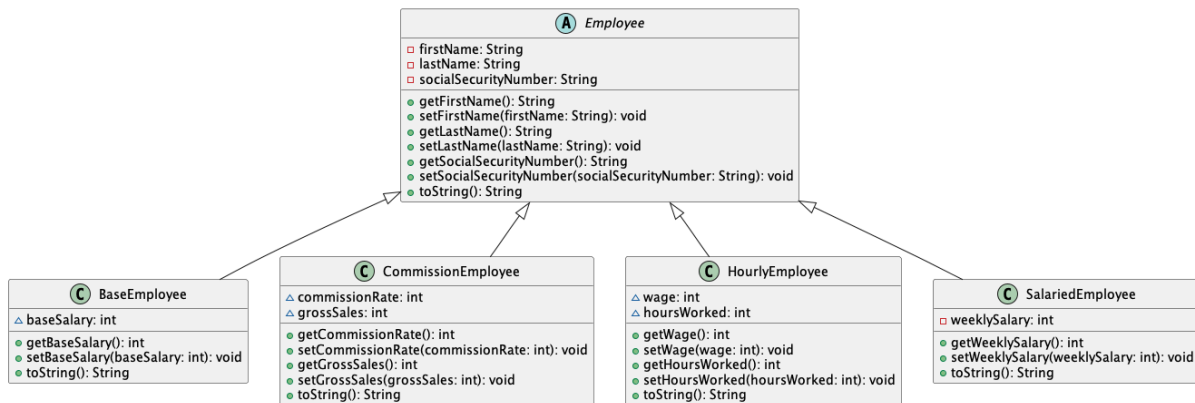 A Employee
firstName: String
lastName: String
socialSecurityNumber: String
getFirstName(): String
setFirstName(firstName: String): void
getLastName(): String
setLastName(lastName: String): void
getSocialSecurityNumber(): String
setSocialSecurityNumber(socialSecurityNumber: String): void
toString(): String
C BaseEmployee
baseSalary: int
getBaseSalary(): int
setBaseSalary(baseSalary: int): void
toString(): String
C CommissionEmployee
commissionRate: int
grossSales: int
getCommissionRate(): int
setCommissionRate(commissionRate: int): void
getGrossSales(): int
setGrossSales(grossSales: int): void
toString(): String
C HourlyEmployee
wage: int
hoursWorked: int
getWage(): int
setWage(wage: int): void
getHoursWorked(): int
setHoursWorked(hoursWorked: int): void
toString(): String
C SalariedEmployee
weeklySalary: int
getWeeklySalary(): int
setWeeklySalary(weeklySalary: int): void
toString(): String